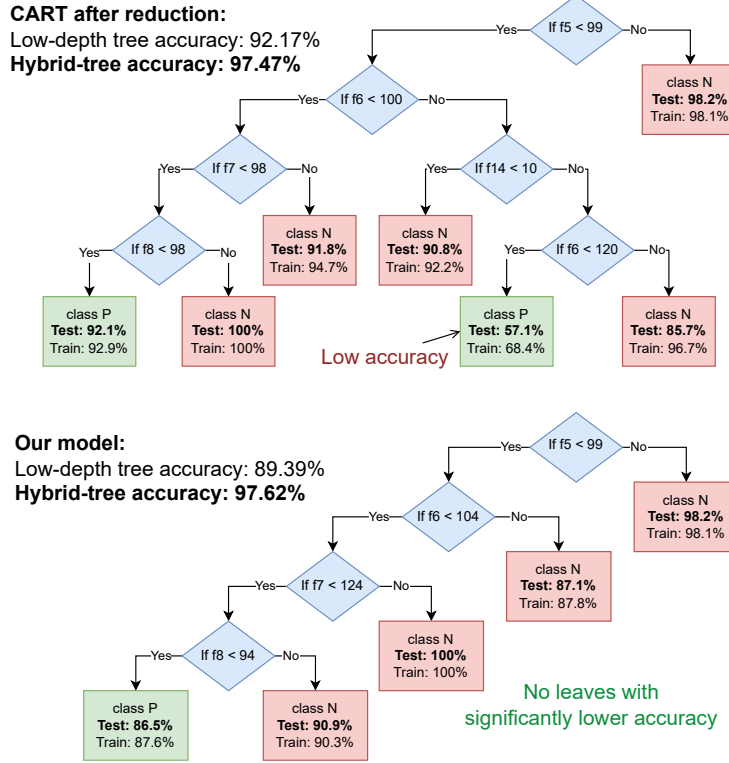 CART after reduction:
Low-depth tree accuracy: 92.17%
Hybrid-tree accuracy: 97.47%
If f5 < 99
Yes
No
class N
Test: 98.2%
Train: 98.1%
If f6 < 100
Yes
No
If f7 < 98
Yes
No
If f14 < 10
Yes
No
class N
Test: 91.8%
Train: 94.7%
class N
Test: 90.8%
Train: 92.2%
If f8 < 98
Yes
No
If f6 < 120
Yes
No
class P
Test: 92.1%
Train: 92.9%
class N
Test: 100%
Train: 100%
class P
Test: 57.1%
Train: 68.4%
class N
Test: 85.7%
Train: 96.7%
Low accuracy
Our model:
Low-depth tree accuracy: 89.39%
Hybrid-tree accuracy: 97.62%
If f5 < 99
Yes
No
class N
Test: 98.2%
Train: 98.1%
If f6 < 104
Yes
No
class N
Test: 87.1%
Train: 87.8%
If f7 < 124
Yes
No
class N
Test: 100%
Train: 100%
If f8 < 94
Yes
No
class P
Test: 86.5%
Train: 87.6%
class N
Test: 90.9%
Train: 90.3%
No leaves with
significantly lower accuracy